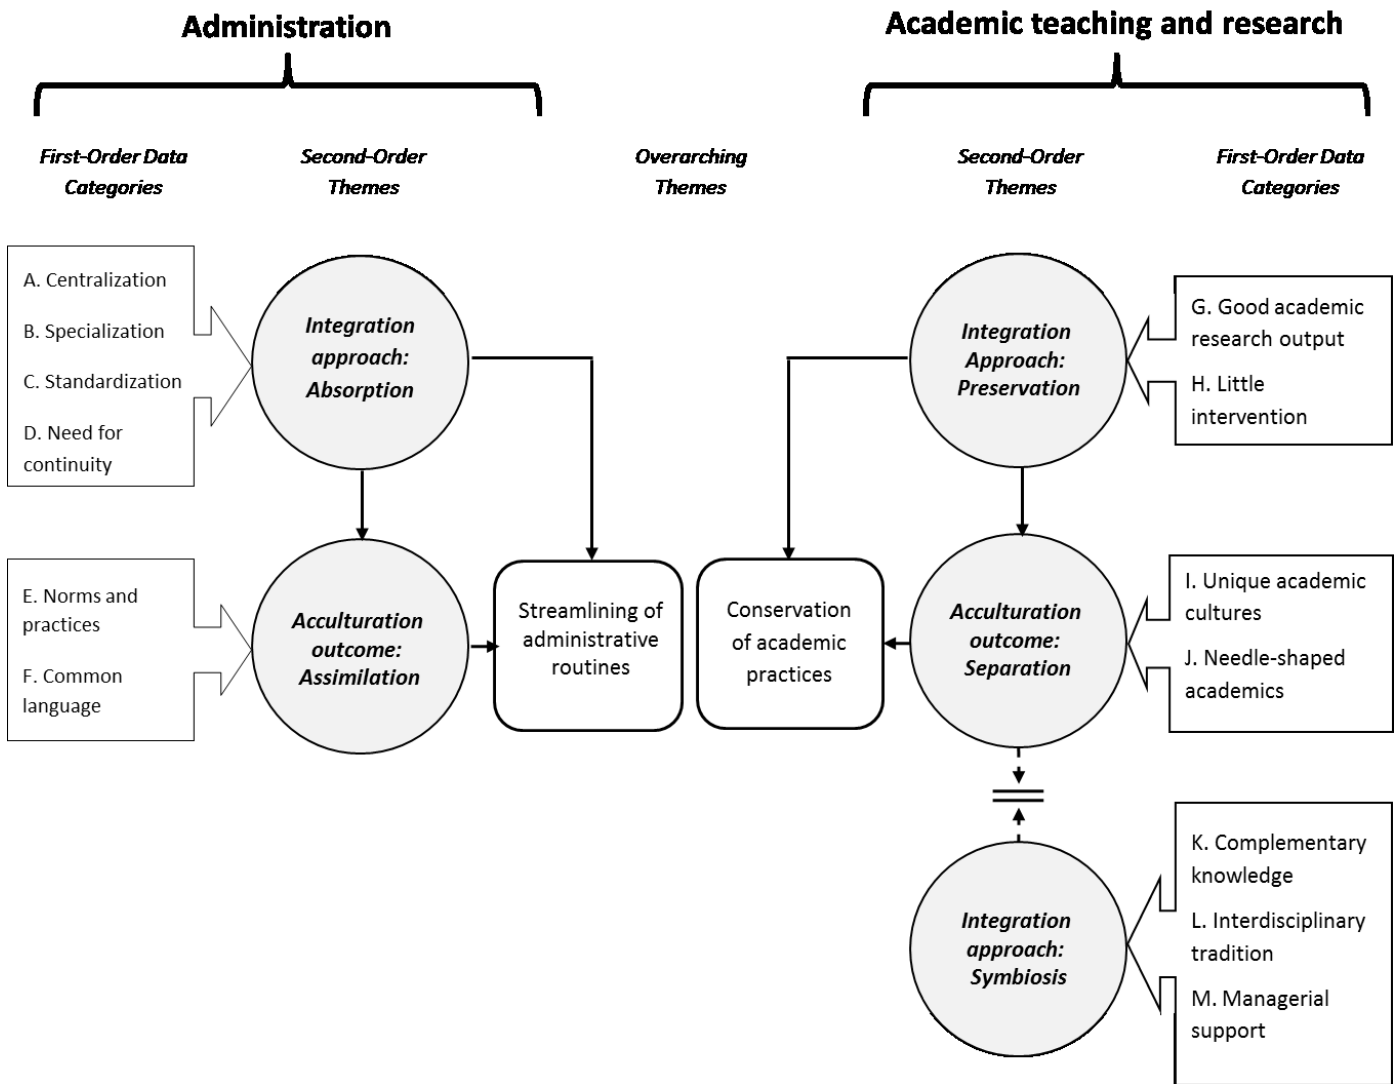 Administration
Academic teaching and research
First-Order Data
Categories
Second-Order
Themes
Overarching
Themes
Second-Order
Themes
First-Order Data
Categories
A. Centralization
B. Specialization
C. Standardization
D. Need for
continuity
Integration
approach:
Absorption
Integration
Approach:
Preservation
G. Good academic
research output
H. Little
intervention
E. Norms and
practices
F. Common
language
Acculturation
outcome:
Assimilation
Streamlining of
administrative
routines
Conservation
of academic
practices
Acculturation
outcome:
Separation
I. Unique academic
cultures
J. Needle-shaped
academics
Integration
approach:
Symbiosis
K. Complementary
knowledge
L. Interdisciplinary
tradition
M. Managerial
support